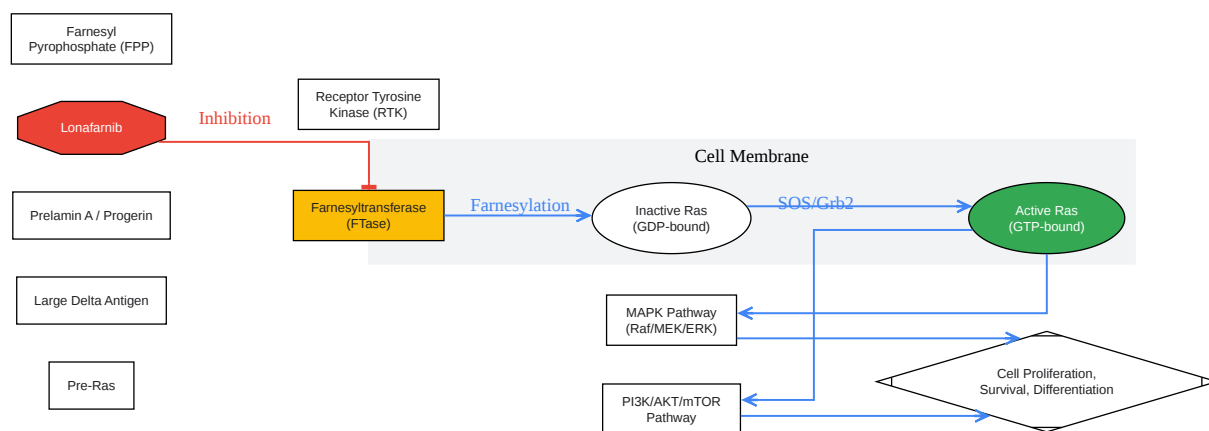 Farnesyl
Pyrophosphate (FPP)
Lonafarnib
Inhibition
Receptor Tyrosine
Kinase (RTK)
Cell Membrane
Prelamin A / Progerin
Farnesyltransferase
(FTase)
Farnesylation
Inactive Ras
(GDP-bound)
SOS/Grb2
Active Ras
(GTP-bound)
Large Delta Antigen
MAPK Pathway
(Raf/MEK/ERK)
Pre-Ras
PI3K/AKT/mTOR
Pathway
Cell Proliferation,
Survival, Differentiation